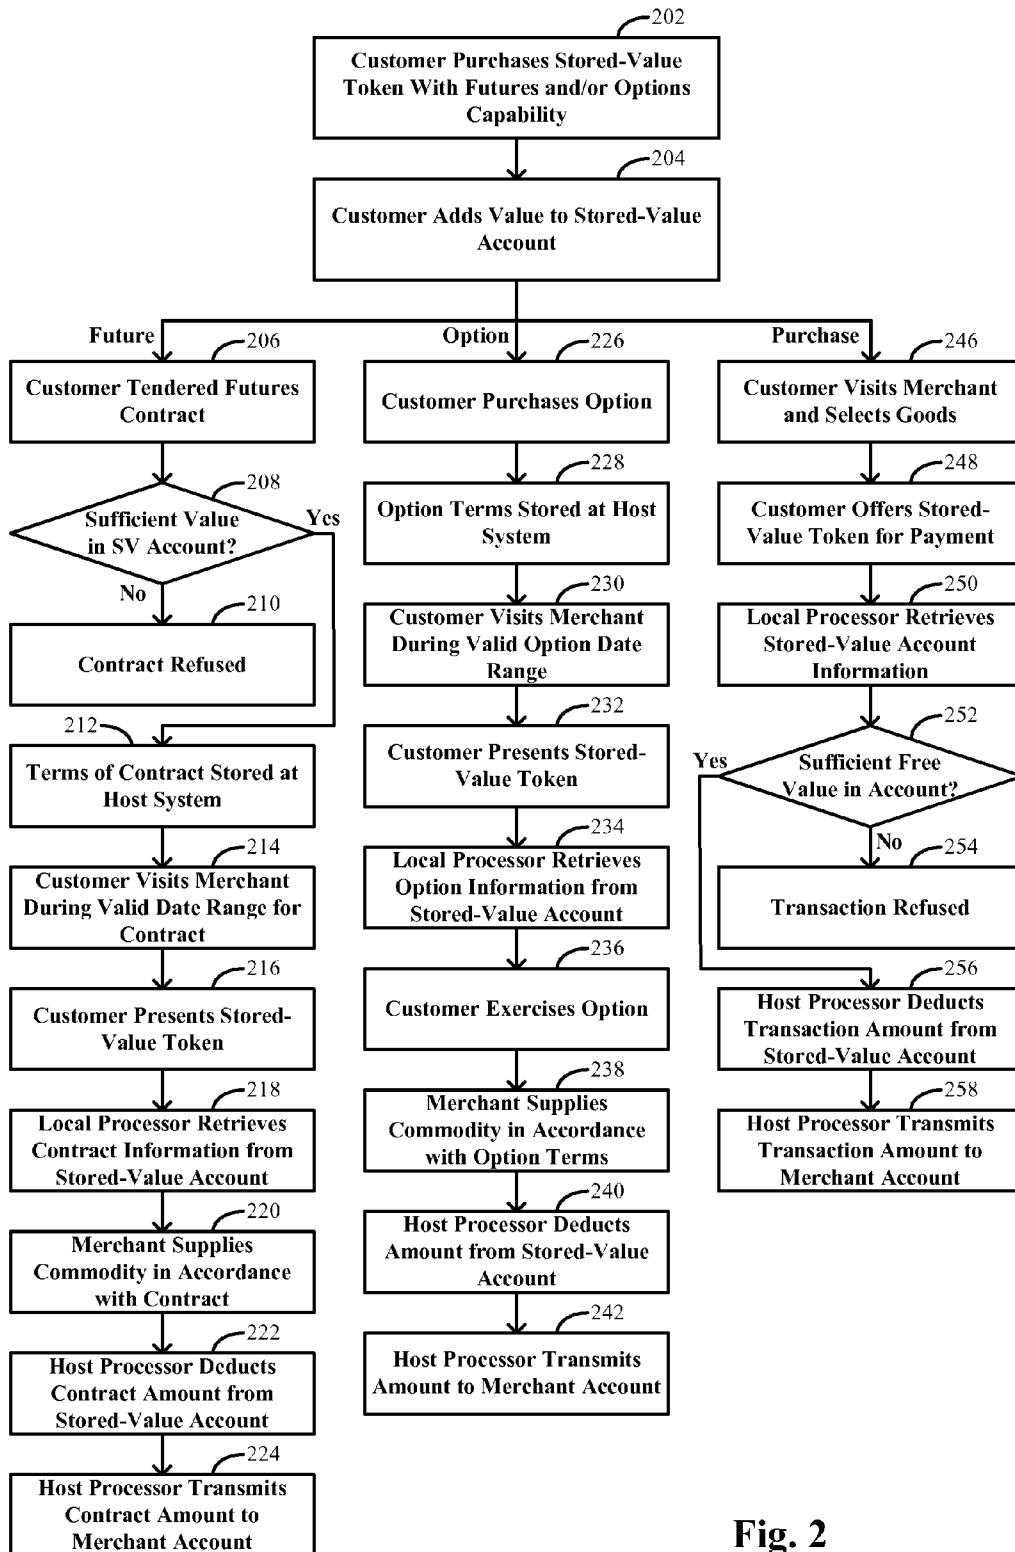 202
Customer Purchases Stored-Value
Token With Futures and/or Options
Capability
204
Customer Adds Value to Stored-Value
Account
Future
206
Customer Tendered Futures
Contract
208
Sufficient Value
in SV Account?
Yes
No
210
Contract Refused
212
Terms of Contract Stored at
Host System
214
Customer Visits Merchant
During Valid Date Range for
Contract
216
Customer Presents Stored-
Value Token
218
Local Processor Retrieves
Contract Information from
Stored-Value Account
220
Merchant Supplies
Commodity in Accordance
with Contract
222
Host Processor Deducts
Contract Amount from
Stored-Value Account
224
Host Processor Transmits
Contract Amount to
Merchant Account
Option
226
Customer Purchases Option
228
Option Terms Stored at Host
System
230
Customer Visits Merchant
During Valid Option Date
Range
232
Customer Presents Stored-
Value Token
234
Local Processor Retrieves
Option Information from
Stored-Value Account
236
Customer Exercises Option
238
Merchant Supplies
Commodity in Accordance
with Option Terms
240
Host Processor Deducts
Amount from Stored-Value
Account
242
Host Processor Transmits
Amount to Merchant Account
Purchase
246
Customer Visits Merchant
and Selects Goods
248
Customer Offers Stored-
Value Token for Payment
250
Local Processor Retrieves
Stored-Value Account
Information
252
Sufficient Free
Value in Account?
Yes
No
254
Transaction Refused
256
Host Processor Deducts
Transaction Amount from
Stored-Value Account
258
Host Processor Transmits
Transaction Amount to
Merchant Account
Fig. 2